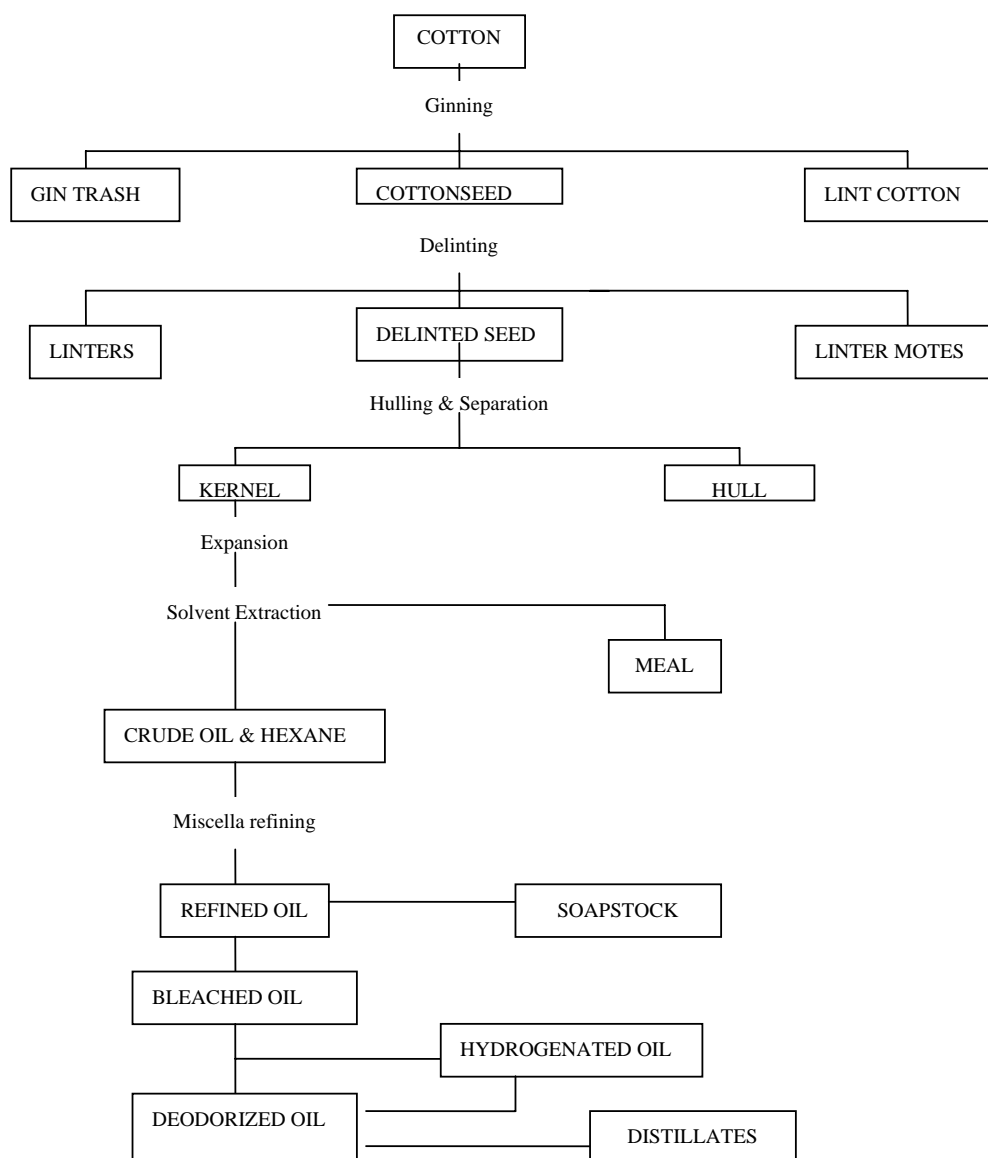 COTTON
Ginning
GIN TRASH
COTTONSEED
LINT COTTON
Delinting
LINTERS
DELINTED SEED
LINTER MOTES
Hulling & Separation
KERNEL
HULL
Expansion
Solvent Extraction
MEAL
CRUDE OIL & HEXANE
Miscella refining
REFINED OIL
SOAPSTOCK
BLEACHED OIL
HYDROGENATED OIL
DEODORIZED OIL
DISTILLATES